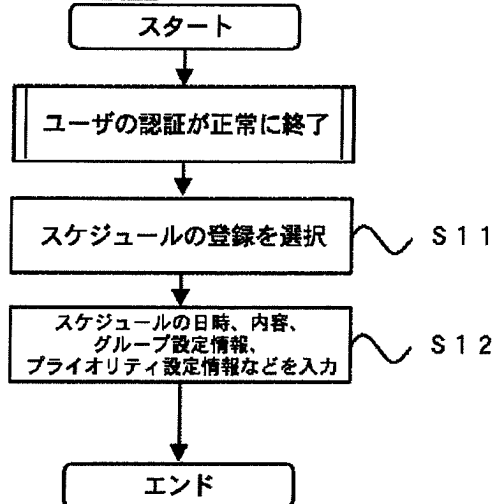 スタート
ユーザの認証が正常に終了
スケジュールの登録を選択
S11
スケジュールの日時、内容、
グループ設定情報、
プライオリティ設定情報などを入力
S12
エンド